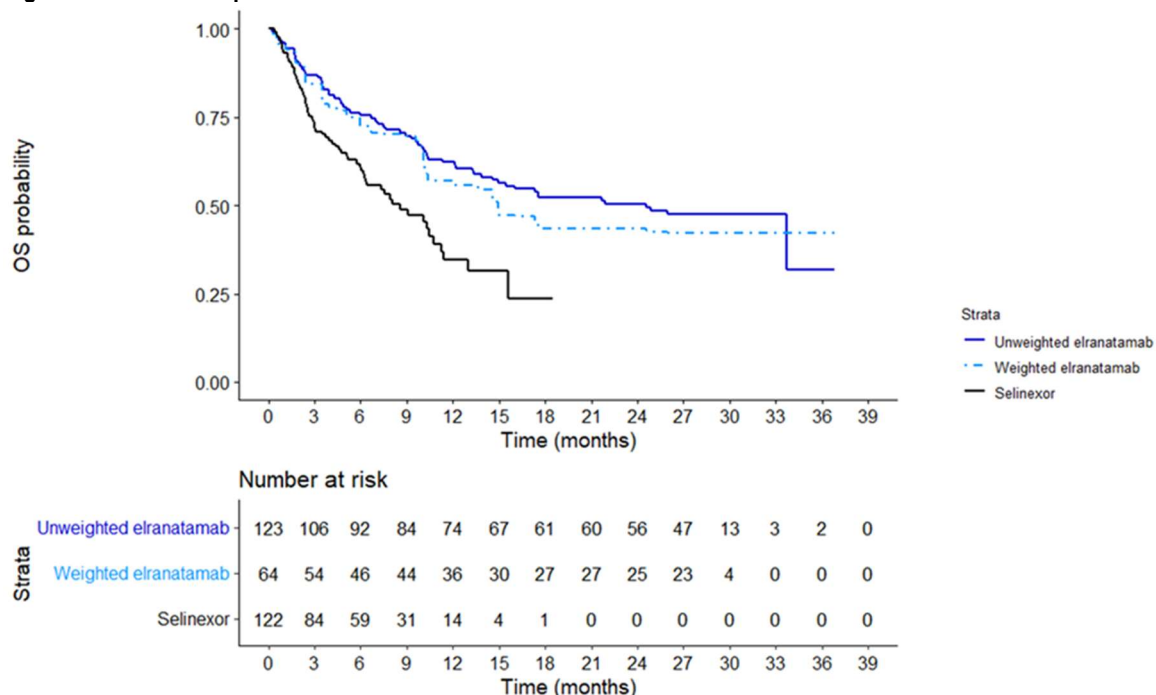 1.00
0.75
0.50
0.25
0.00
OS probability
0 3 6 9 12 15 18 21 24 27 30 33 36 39
Time (months)
Strata
Unweighted elranatamab
Weighted elranatamab
Selinexor
Number at risk
Strata
Unweighted elranatamab 123 106 92 84 74 67 61 60 56 47 13 3 2 0
Weighted elranatamab 64 54 46 44 36 30 27 27 25 23 4 0 0 0
Selinexor 122 84 59 31 14 4 1 0 0 0 0 0 0 0
0 3 6 9 12 15 18 21 24 27 30 33 36 39
Time (months)